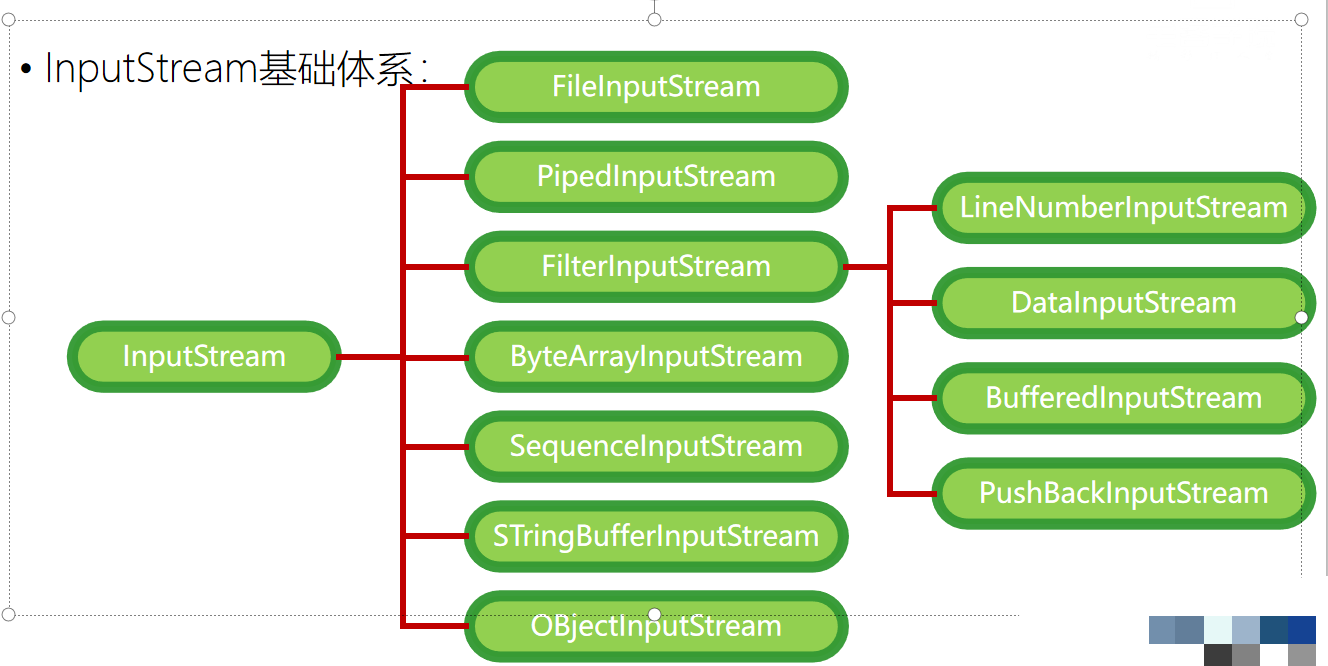 • InputStream基础体系：
FileInputStream
PipedInputStream
FilterInputStream
InputStream
ByteArrayInputStream
SequenceInputStream
STringBufferInputStream
OBjectInputStream
LineNumberInputStream
DataInputStream
BufferedInputStream
PushBackInputStream